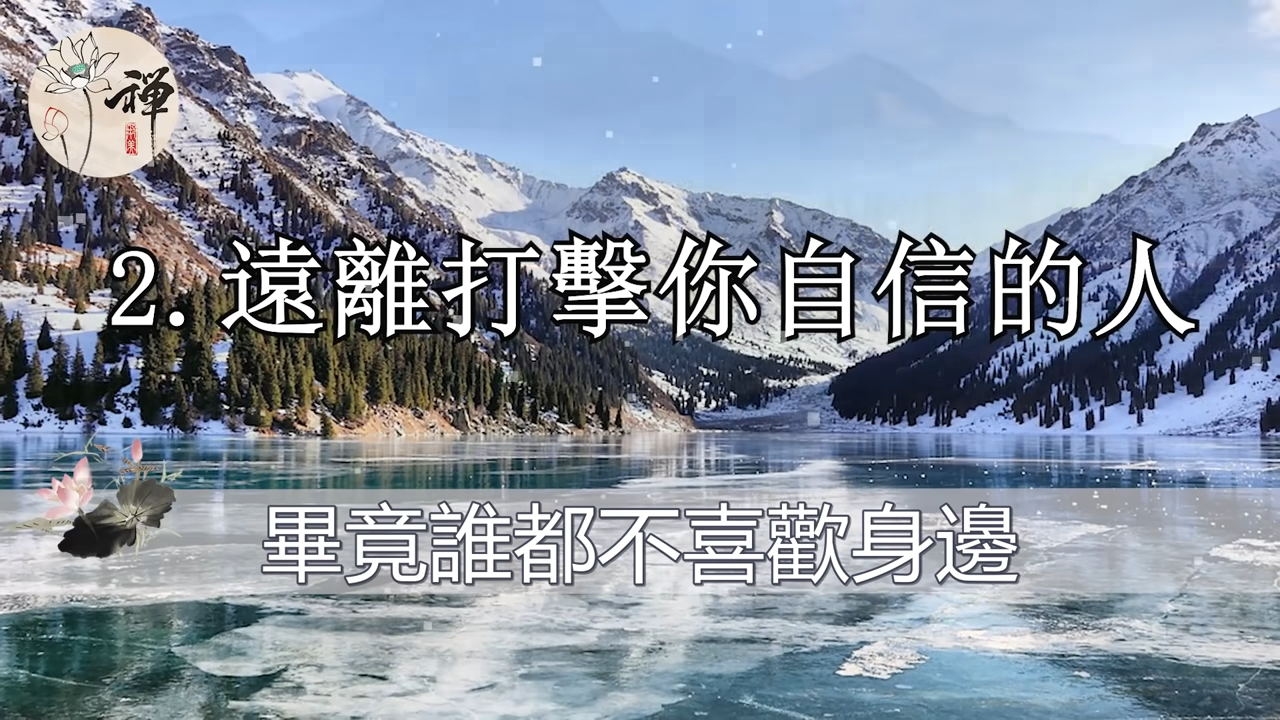 禅
2.遠離打擊你自信的人
畢竟誰都不喜歡身邊